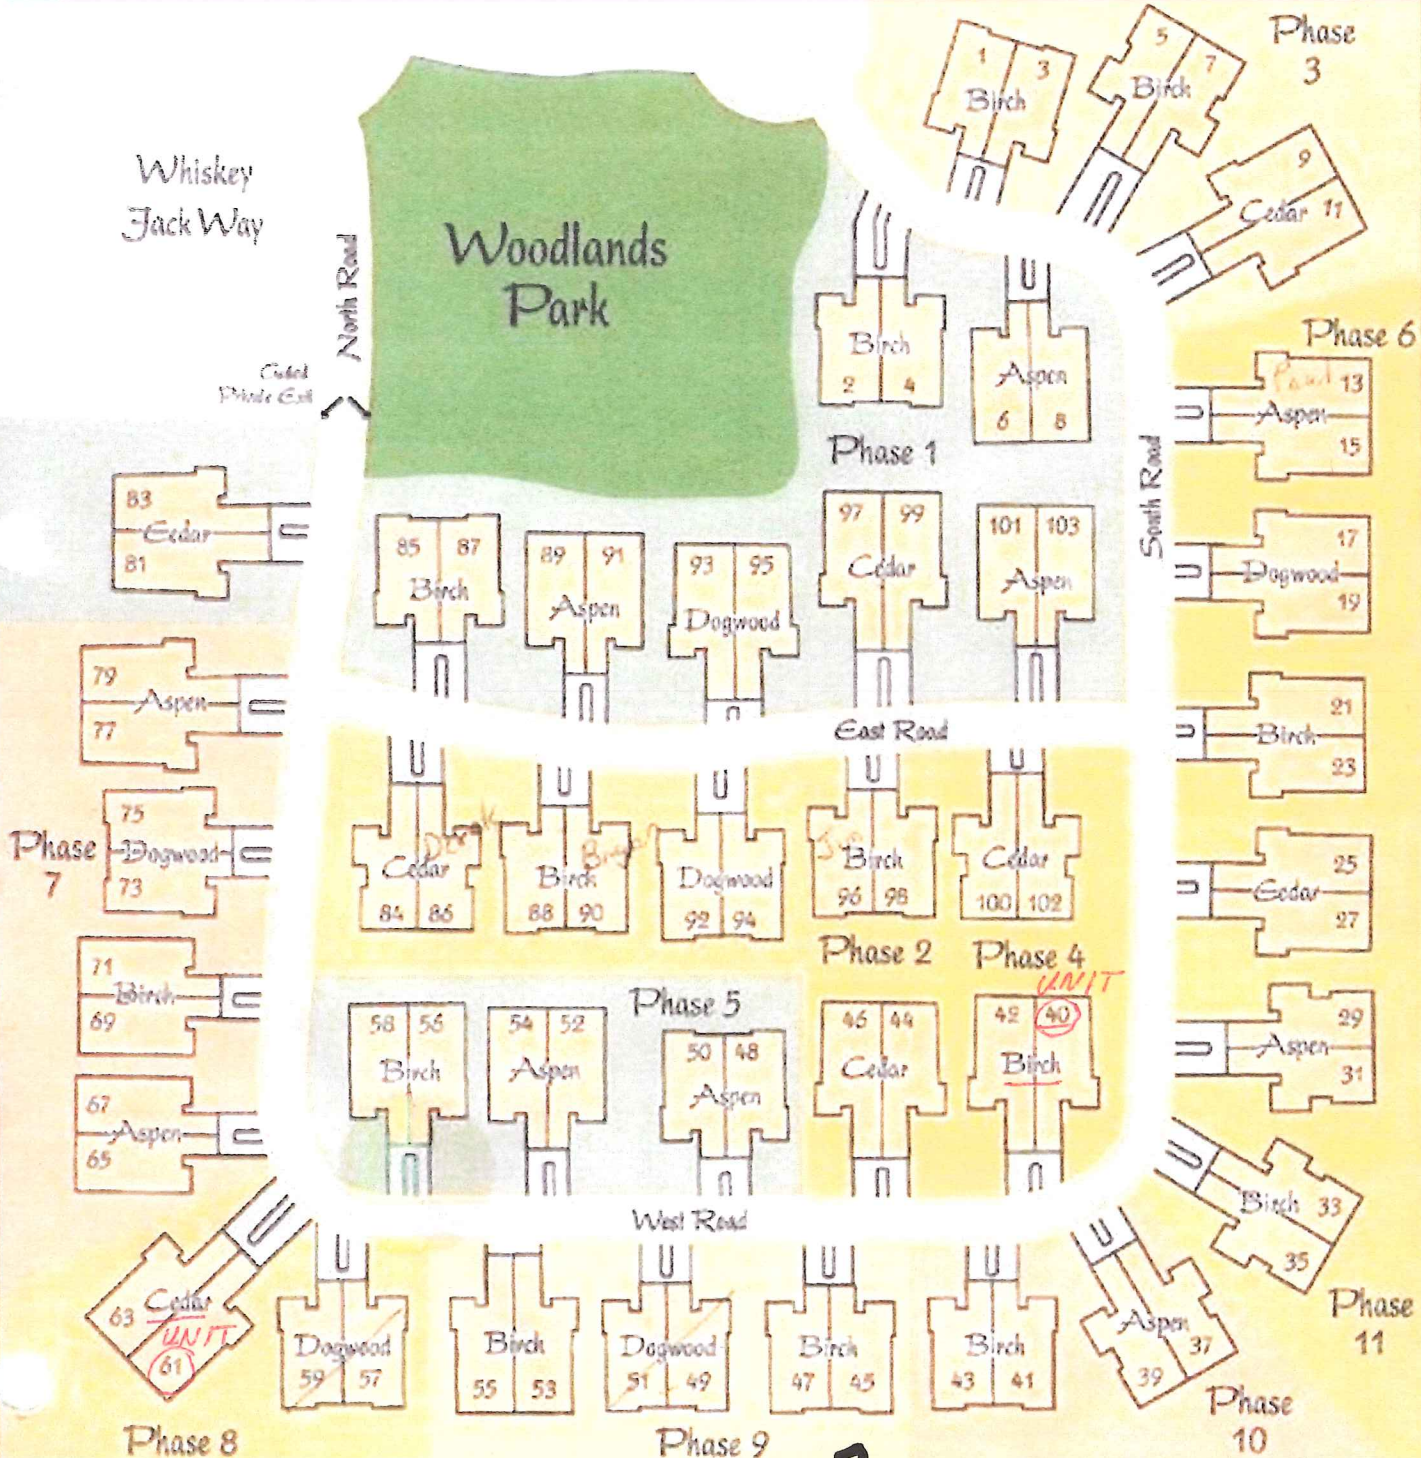 Phase
3
1
3
Birch
5
7
Birch
9
Cedar 11
Whiskey
Jack Way
North Road
Woodlands
Park
Birch
2 4
Aspen
6 8
Phase 6
13
Aspen
15
Phase 1
South Road
83
Cedar
81
85 87
Birch
89 91
Aspen
93 95
Dogwood
97 99
Cedar
101 103
Aspen
17
Dogwood
19
79
Aspen
77
East Road
21
Birch
23
Phase
7
75
Dogwood
73
Cedar
84 86
Birch
88 90
Dogwood
92 94
Birch
96 98
Cedar
100 102
25
Cedar
27
Phase 2
Phase 4
UNIT
71
Birch
69
Phase 5
58 56
Birch
54 52
Aspen
50 48
Aspen
46 44
Cedar
42 40
Birch
29
Aspen
31
67
Aspen
65
West Road
Birch 33
35
63 Cedar
UNIT
61
Dogwood
59 57
Birch
55 53
Dogwood
51 49
Birch
47 45
Birch
43 41
Aspen
37
39
Phase
11
Phase 8
Phase 9
Phase
10